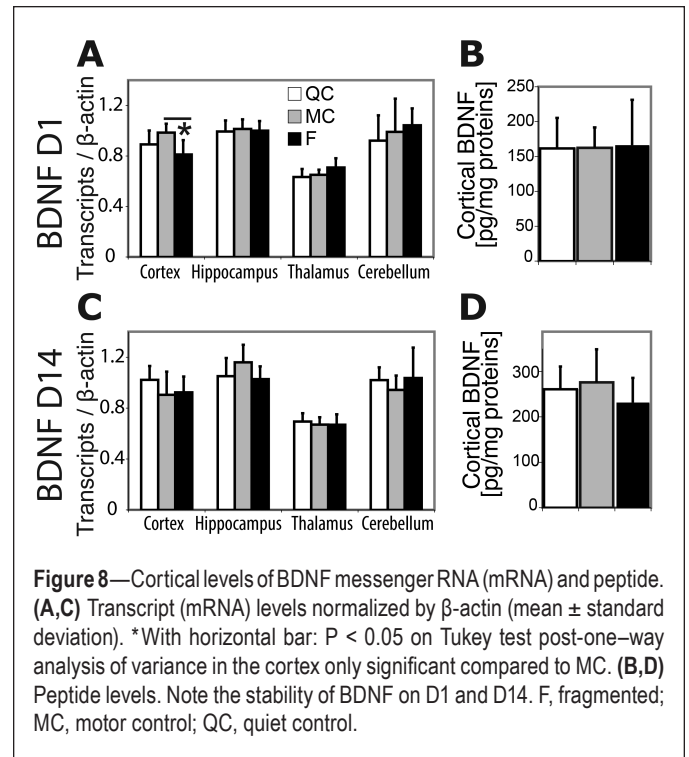 A
B
BDNF D1
Transcripts / β-actin
1.2
0.8
0.4
0
QC
MC
F
*
Cortex Hippocampus Thalamus Cerebellum
Cortical BDNF
[pg/mg proteins]
250
200
150
100
50
0
C
D
BDNF D14
Transcripts / β-actin
1.2
0.8
0.4
0
Cortex Hippocampus Thalamus Cerebellum
Cortical BDNF
[pg/mg proteins]
300
200
100
0
Figure 8—Cortical levels of BDNF messenger RNA (mRNA) and peptide.
(A,C) Transcript (mRNA) levels normalized by β-actin (mean ± standard
deviation). *With horizontal bar: P < 0.05 on Tukey test post-one–way
analysis of variance in the cortex only significant compared to MC. (B,D)
Peptide levels. Note the stability of BDNF on D1 and D14. F, fragmented;
MC, motor control; QC, quiet control.